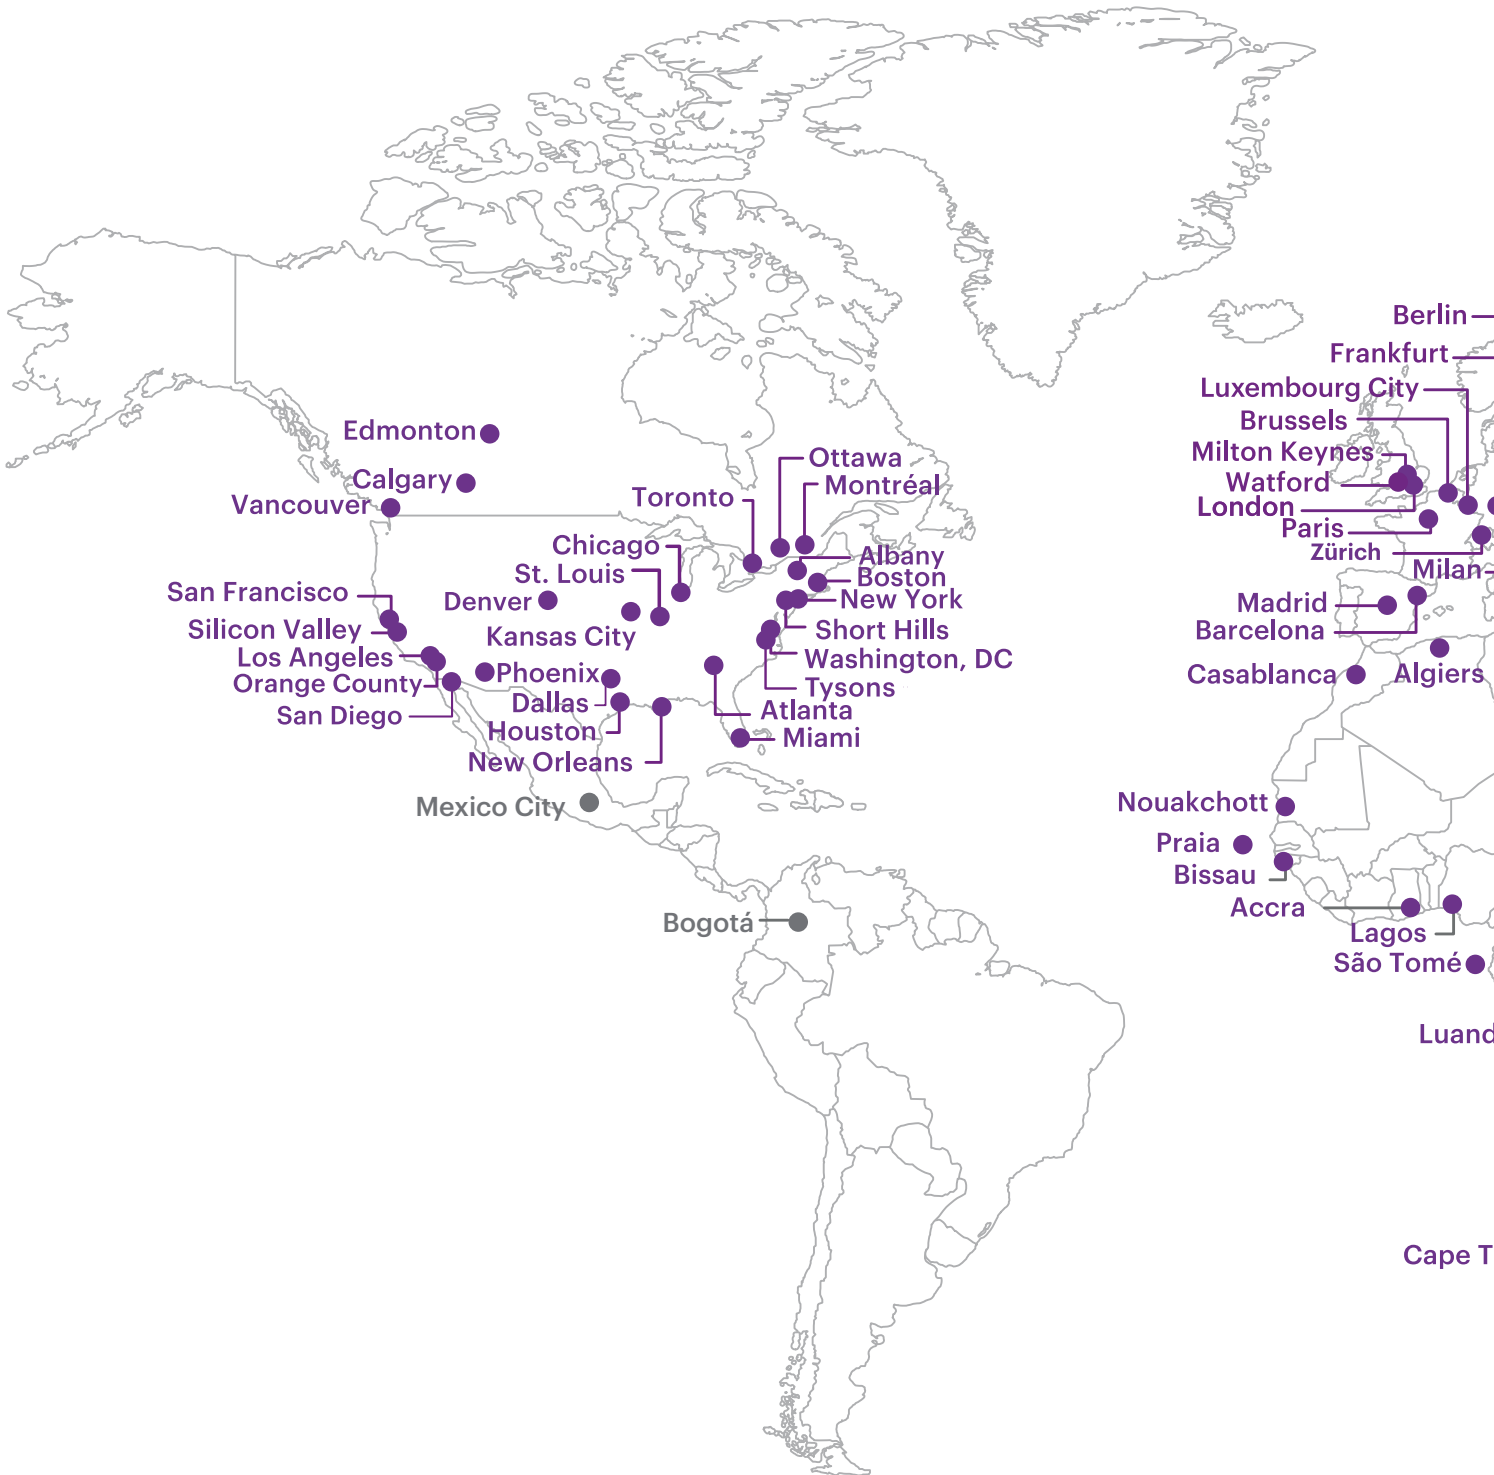 Berlin
Frankfurt
Luxembourg City
Brussels
Edmonton
Milton Keynes
Ottawa
Calgary
Watford
Montréal
Toronto
Vancouver
London
Paris
Chicago
Zürich
Albany
St. Louis
Milan
Boston
San Francisco
Denver
New York
Madrid
Silicon Valley
Kansas City
Short Hills
Barcelona
Los Angeles
Washington, DC
Orange County
Phoenix
Casablanca
Algiers
Tysons
Dallas
San Diego
Atlanta
Houston
Miami
New Orleans
Mexico City
Nouakchott
Praia
Bissau
Accra
Bogotá
Lagos
São Tomé
Luand
Cape T